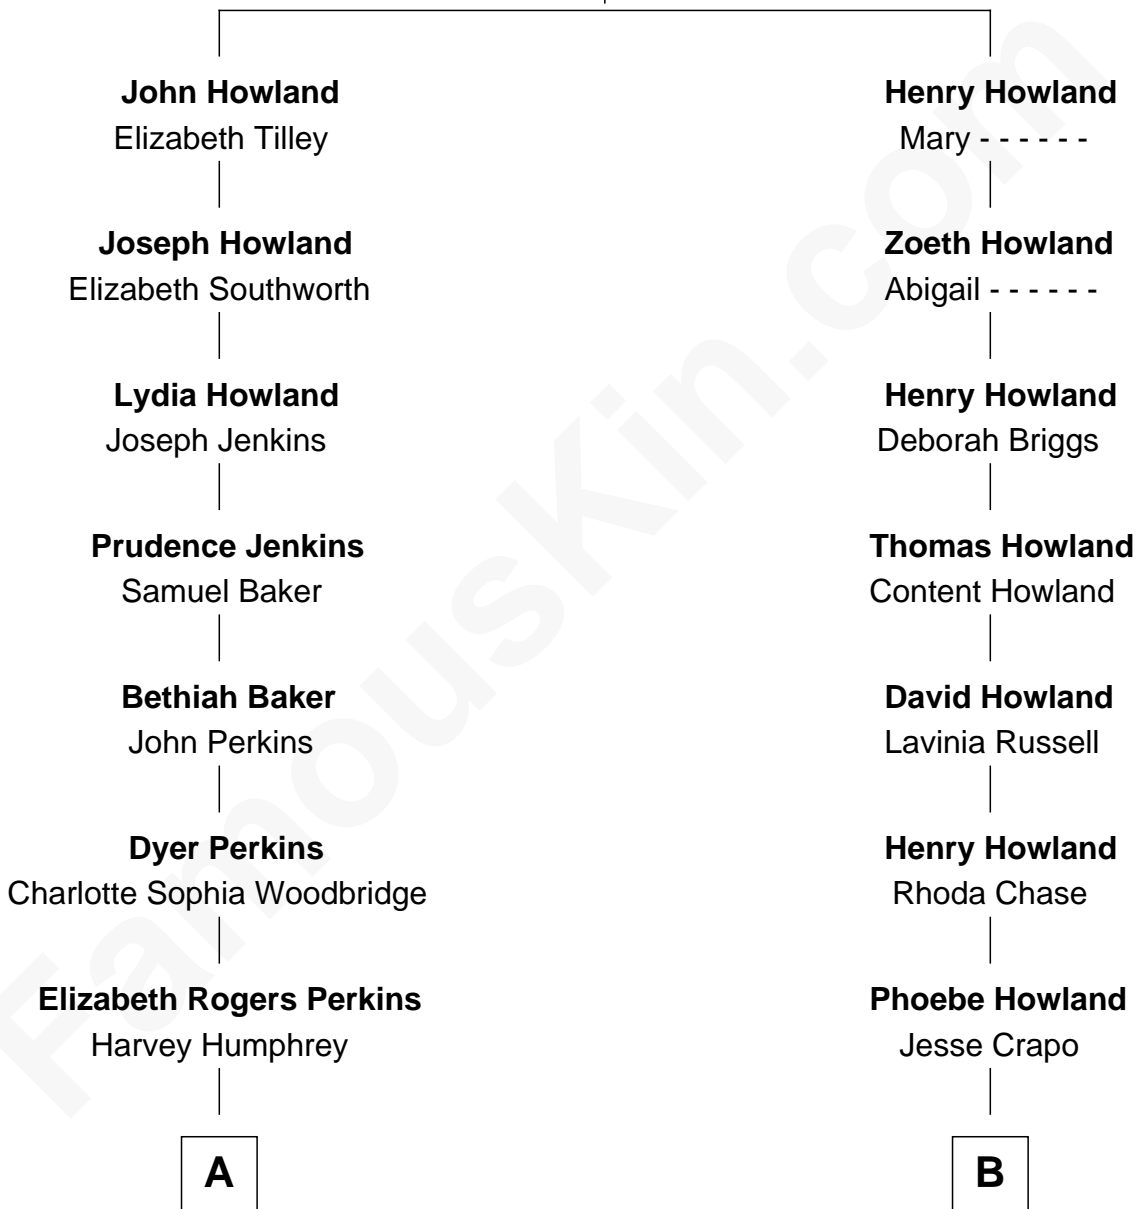 John Howland
Elizabeth Tilley
Joseph Howland
Elizabeth Southworth
Lydia Howland
Joseph Jenkins
Prudence Jenkins
Samuel Baker
Bethiah Baker
John Perkins
Dyer Perkins
Charlotte Sophia Woodbridge
Elizabeth Rogers Perkins
Harvey Humphrey
A
Henry Howland
Mary - - - - - -
Zoeth Howland
Abigail - - - - - -
Henry Howland
Deborah Briggs
Thomas Howland
Content Howland
David Howland
Lavinia Russell
Henry Howland
Rhoda Chase
Phoebe Howland
Jesse Crapo
B
FamousKin.com